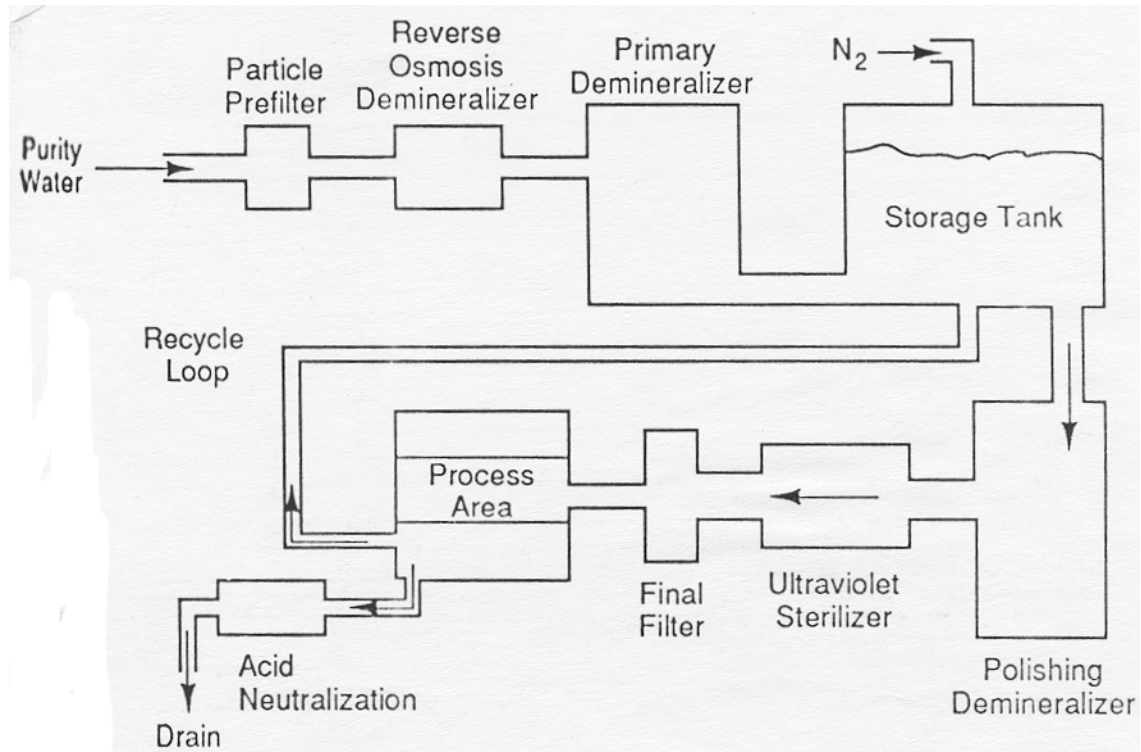 Reverse
Osmosis
Demineralizer
Particle
Prefilter
Primary
Demineralizer
N2
Purity
Water
Storage Tank
Recycle
Loop
Process
Area
Final
Filter
Ultraviolet
Sterilizer
Polishing
Demineralizer
Acid
Neutralization
Drain